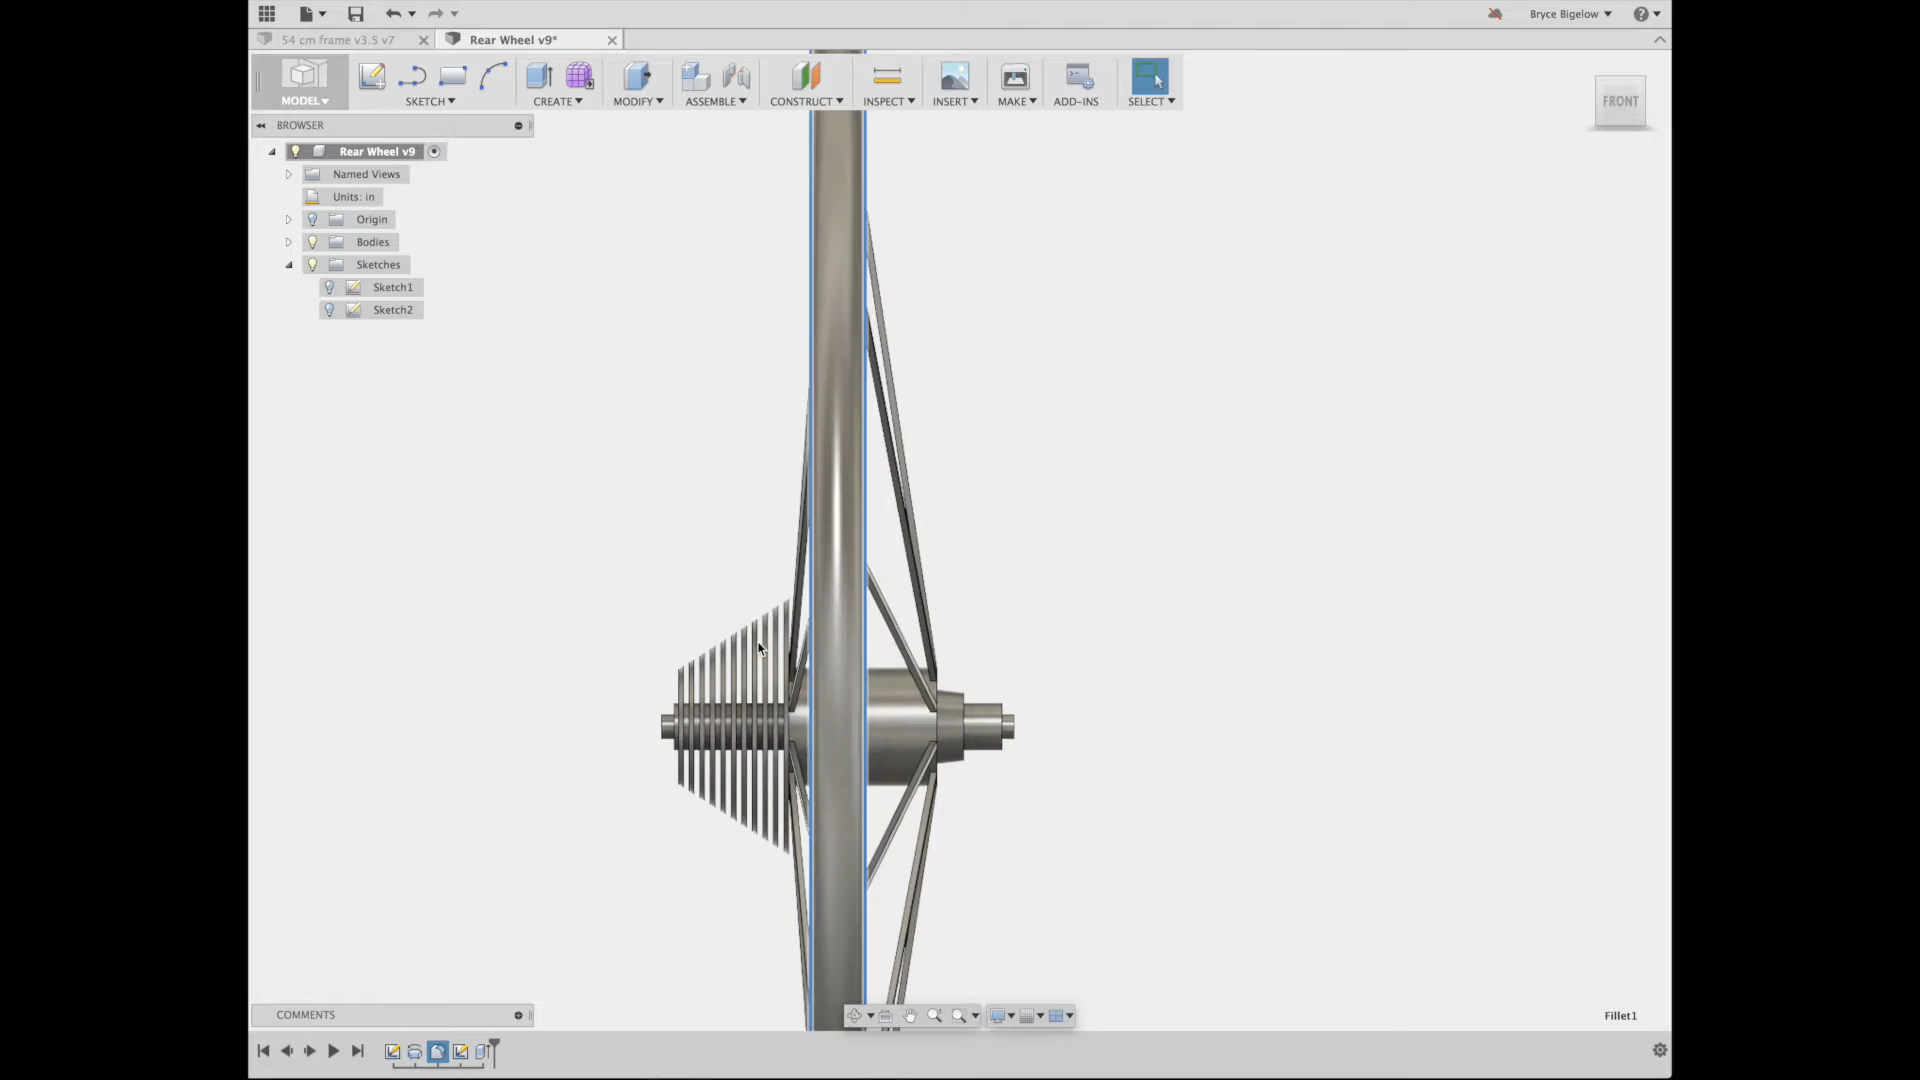 Bryce Bigelow
54 cm frame v3.5 v7
Rear Wheel v9*
MODEL
SKETCH
CREATE
MODIFY
ASSEMBLE
CONSTRUCT
INSPECT
INSERT
MAKE
ADD-INS
SELECT
FRONT
BROWSER
Rear Wheel v9
Named Views
Units: in
Origin
Bodies
Sketches
Sketch1
Sketch2
COMMENTS
Fillet1